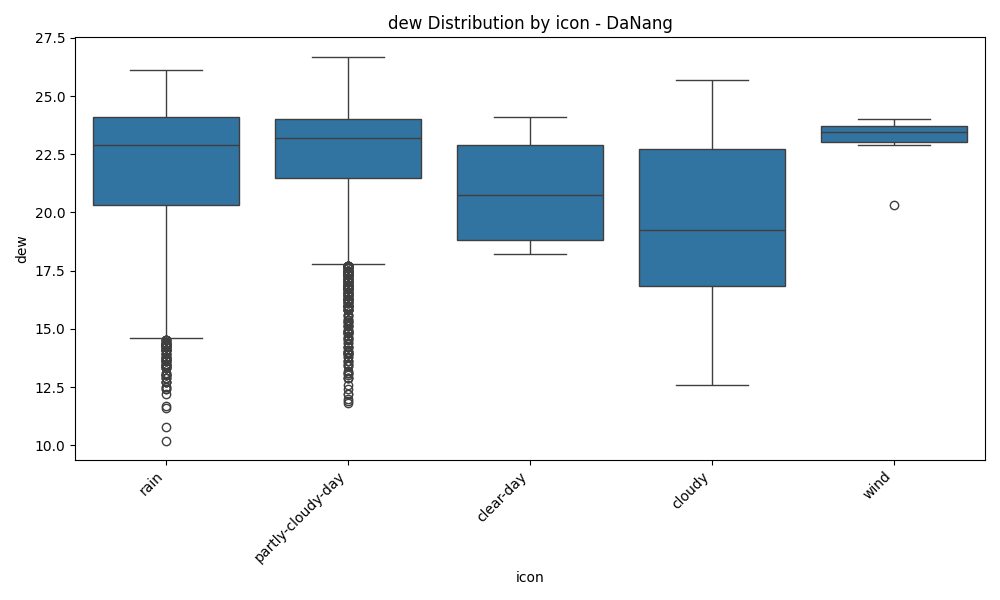 dew Distribution by icon - DaNang
27.5
25.0
22.5
20.0
17.5
15.0
12.5
10.0
dew
rain
partly-cloudy-day
clear-day
cloudy
wind
icon